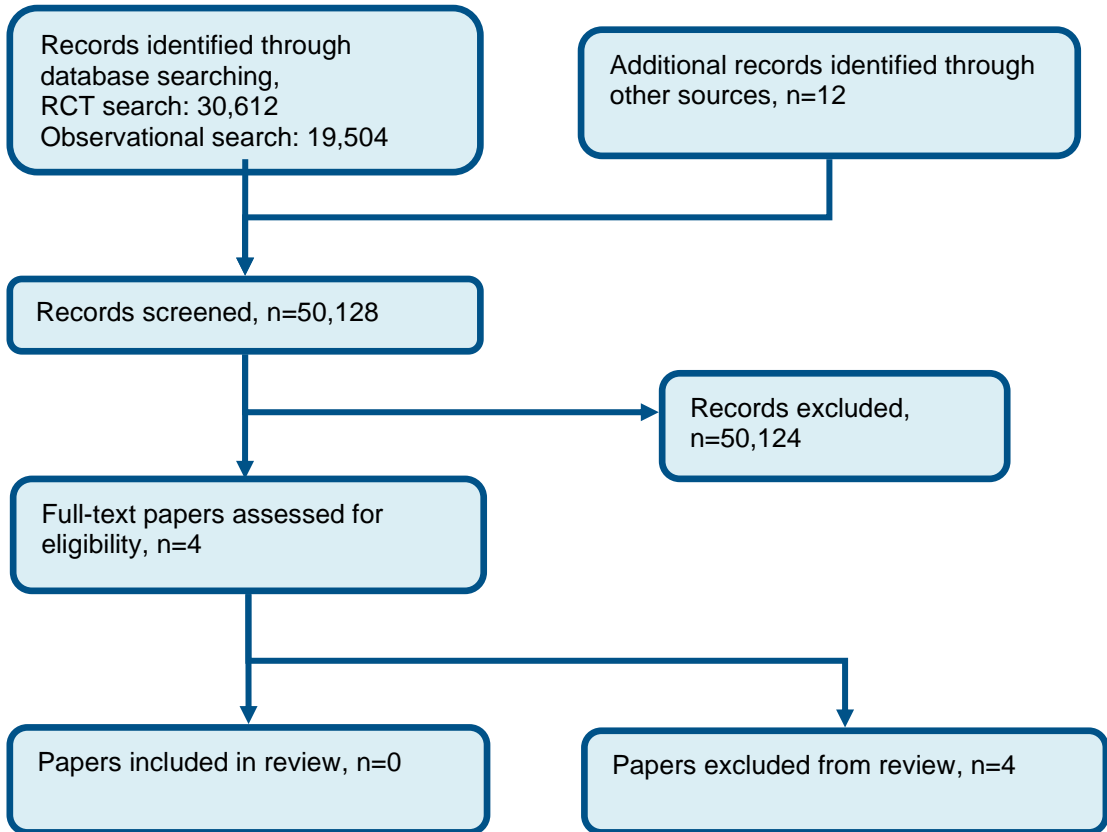 Records identified through
database searching,
RCT search: 30,612
Observational search: 19,504
Additional records identified through
other sources, n=12
Records screened, n=50,128
Records excluded,
n=50,124
Full-text papers assessed for
eligibility, n=4
Papers included in review, n=0
Papers excluded from review, n=4